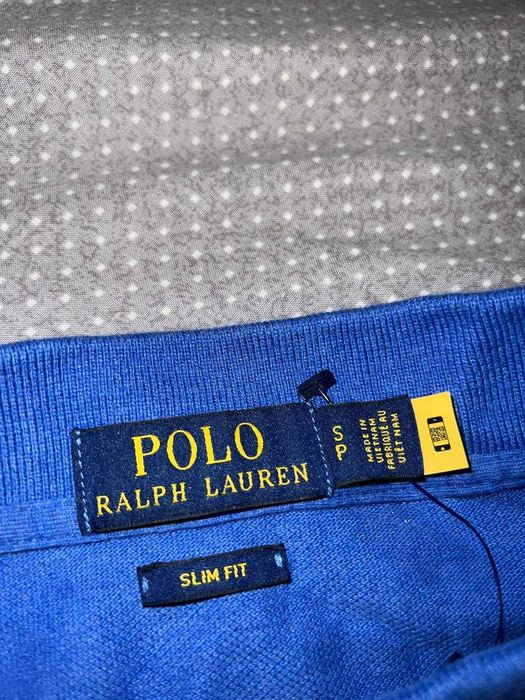 POLO
RALPH LAUREN
S
P
MADE IN
VIETNAM
FABRIQUÉ AU
VIÊT NAM
SLIM FIT